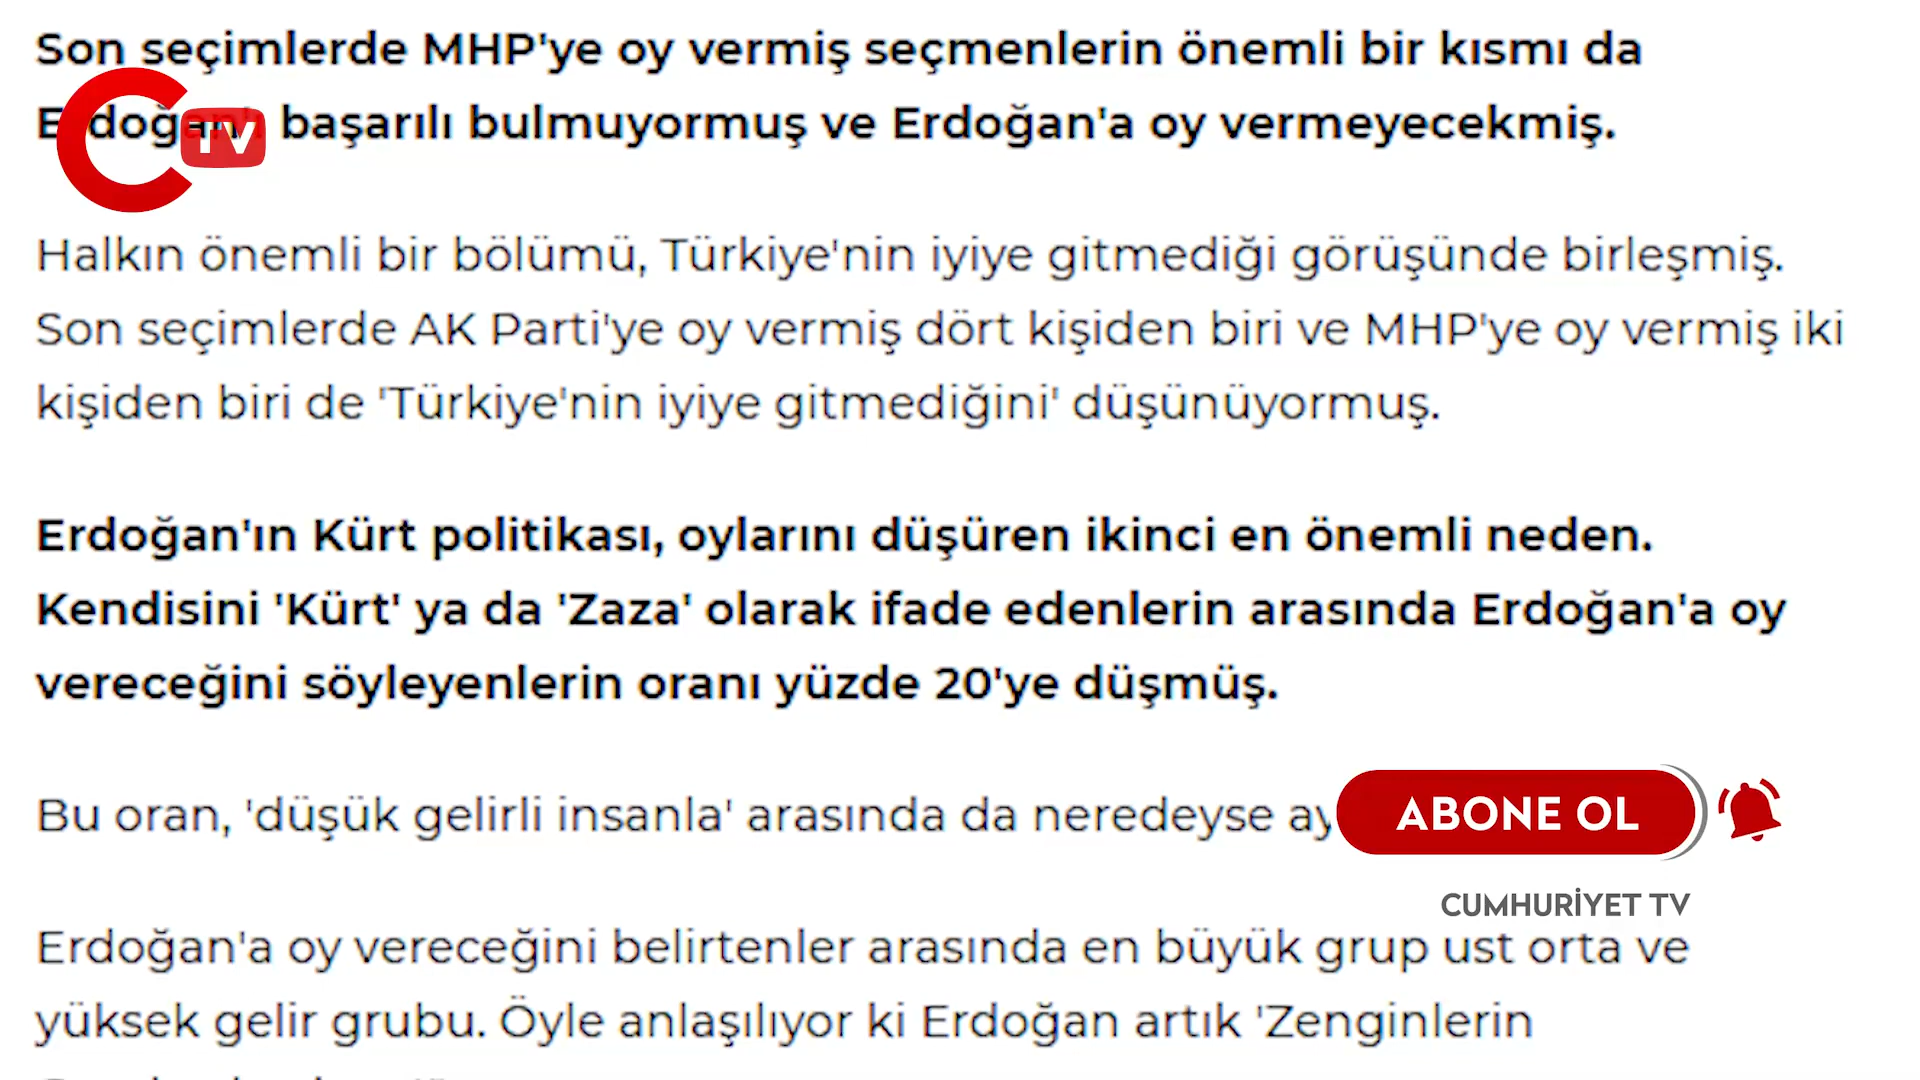 Son seçimlerde MHP'ye oy vermiş seçmenlerin önemli bir kısmı da
başarılı bulmuyormuş ve Erdoğan'a oy vermeyecekmiş.
TV
Halkın önemli bir bölümü, Türkiye'nin iyiye gitmediği görüşünde birleşmiş.
Son seçimlerde AK Parti'ye oy vermiş dört kişiden biri ve MHP'ye oy vermiş iki
kişiden biri de 'Türkiye'nin iyiye gitmediğini' düşünüyormuş.
Erdoğan'ın Kürt politikası, oylarını düşüren ikinci en önemli neden.
Kendisini 'Kürt' ya da 'Zaza' olarak ifade edenlerin arasında Erdoğan'a oy
vereceğini söyleyenlerin oranı yüzde 20'ye düşmüş.
Bu oran, 'düşük gelirli insanla' arasında da neredeyse
ABONE OL
CUMHURİYET TV
Erdoğan'a oy vereceğini belirtenler arasında en büyük grup ust orta ve
yüksek gelir grubu. Öyle anlaşılıyor ki Erdoğan artık 'Zenginlerin